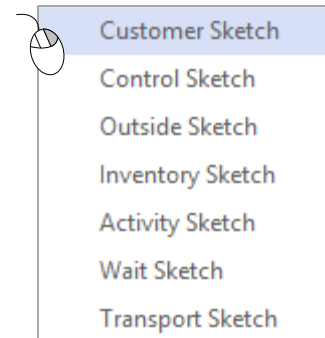 Customer Sketch
Control Sketch
Outside Sketch
Inventory Sketch
Activity Sketch
Wait Sketch
Transport Sketch